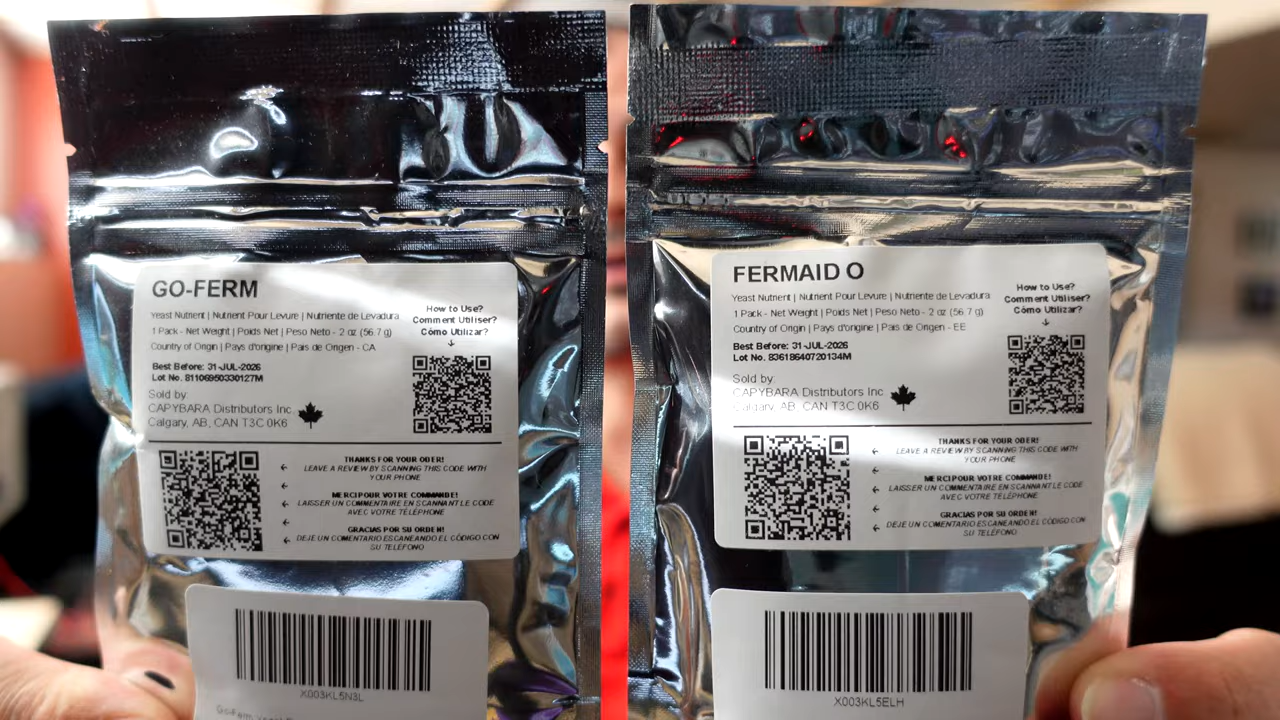 GO-FERM
Yeast Nutrient | Nutrient Pour Levure | Nutriente de Levadura
1 Pack - Net Weight | Poids Net | Peso Neto - 2 oz (56.7 g)
Country of Origin | Pays d'origine | Pais de Origen - CA
How to Use?
Comment Utiliser?
Cómo Utilizar?
↓
Best Before: 31-JUL-2026
Lot No. 81106950330127M
Sold by:
CAPYBARA Distributors Inc.
Calgary, AB, CAN T3C 0K6
THANKS FOR YOUR ODER!
LEAVE A REVIEW BY SCANNING THIS CODE WITH
YOUR PHONE
MERCI POUR VOTRE COMMANDE!
LAISSER UN COMMENTAIRE EN SCANNANT LE CODE
AVEC VOTRE TÉLÉPHONE
GRACIAS POR SU ORDEN!
DEJE UN COMENTARIO ESCANEANDO EL CÓDIGO CON
SU TELÉFONO
X003KL5N3L
FERMAID O
Yeast Nutrient | Nutrient Pour Levure | Nutriente de Levadura
1 Pack - Net Weight | Poids Net | Peso Neto - 2 oz (56.7 g)
Country of Origin | Pays d'origine | Pais de Origen - EE
How to Use?
Comment Utiliser?
Cómo Utilizar?
↓
Best Before: 31-JUL-2026
Lot No. 83618640720134M
Sold by:
CAPYBARA Distributors Inc.
Calgary, AB, CAN T3C 0K6
THANKS FOR YOUR ODER!
LEAVE A REVIEW BY SCANNING THIS CODE WITH
YOUR PHONE
MERCI POUR VOTRE COMMANDE!
LAISSER UN COMMENTAIRE EN SCANNANT LE CODE
AVEC VOTRE TÉLÉPHONE
GRACIAS POR SU ORDEN!
DEJE UN COMENTARIO ESCANEANDO EL CÓDIGO CON
SU TELÉFONO
X003KL5ELH